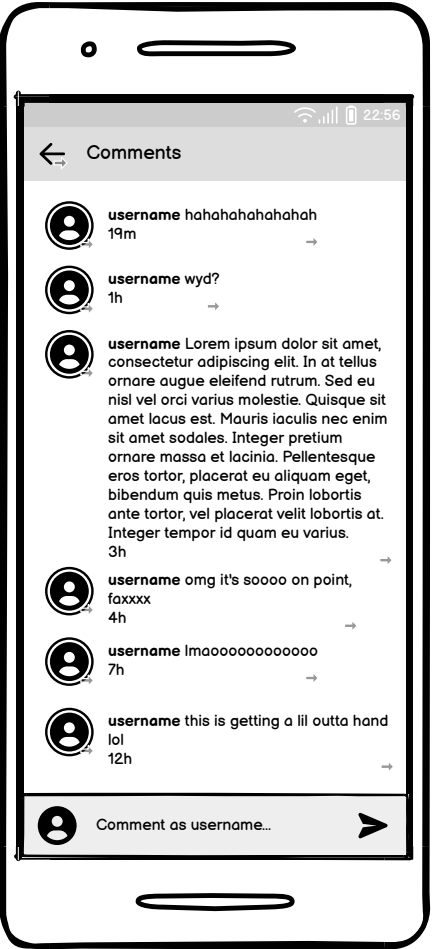 22:56
Comments
username hahahahahahahah
19m
username wyd?
1h
username Lorem ipsum dolor sit amet,
consectetur adipiscing elit. In at tellus
ornare augue eleifend rutrum. Sed eu
nisl vel orci varius molestie. Quisque sit
amet lacus est. Mauris iaculis nec enim
sit amet sodales. Integer pretium
ornare massa et lacinia. Pellentesque
eros tortor, placerat eu aliquam eget,
bibendum quis metus. Proin lobortis
ante tortor, vel placerat velit lobortis at.
Integer tempor id quam eu varius.
3h
username omg it's soooo on point,
faxxxx
4h
username lmaoooooooooooo
7h
username this is getting a lil outta hand
lol
12h
Comment as username...